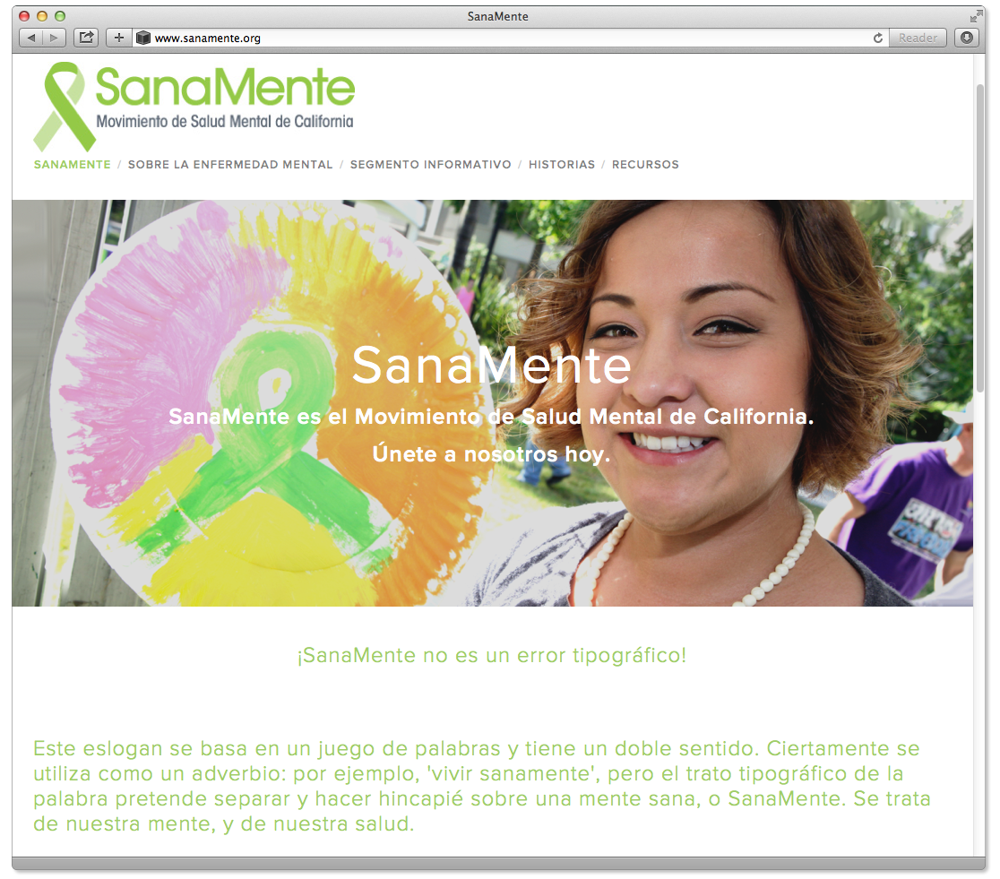 SanaMente
www.sanamente.org
Reader
SanaMente
Movimiento de Salud Mental de California
SANAMENTE / SOBRE LA ENFERMEDAD MENTAL / SEGMENTO INFORMATIVO / HISTORIAS / RECURSOS
SanaMente
SanaMente es el Movimiento de Salud Mental de California.
Únete a nosotros hoy.
¡SanaMente no es un error tipográfico!
Este eslogan se basa en un juego de palabras y tiene un doble sentido. Ciertamente se
utiliza como un adverbio: por ejemplo, 'vivir sanamente', pero el trato tipográfico de la
palabra pretende separar y hacer hincapié sobre una mente sana, o SanaMente. Se trata
de nuestra mente, y de nuestra salud.